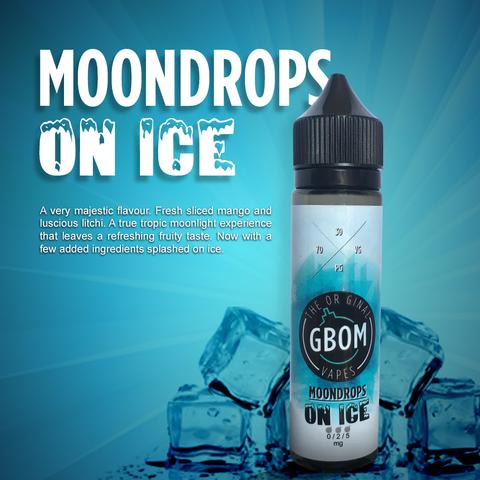 MOONDROPS
ON ICE
A very majestic flavour. Fresh sliced mango and
luscious litchi. A true tropic moonlight experience
that leaves a refreshing fruity taste. Now with a
few added ingredients splashed on ice.
30
70 VG
PG
THE OR GINAL
GBOM
VAPES
MOONDROPS
ON ICE
0/2/5
mg